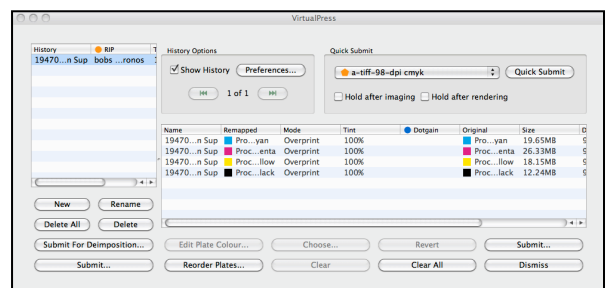 VirtualPress
History RIP T
19470...n Sup bobs ...ronos
History Options
Show History Preferences...
1 of 1
Quick Submit
a-tiff-98-dpi cmyk Quick Submit
Hold after imaging Hold after rendering
Name Remapped Mode Tint Dotgain Original Size D
19470...n Sup Pro...yan Overprint 100% Pro...yan 19.65MB 9
19470...n Sup Proc...enta Overprint 100% Proc...enta 26.33MB 9
19470...n Sup Proc...llow Overprint 100% Proc...llow 18.15MB 9
19470...n Sup Proc...lack Overprint 100% Proc...lack 12.24MB 9
New Rename
Delete All Delete
Submit For Deimposition...
Submit...
Edit Plate Colour... Choose... Revert Submit...
Reorder Plates... Clear Clear All Dismiss